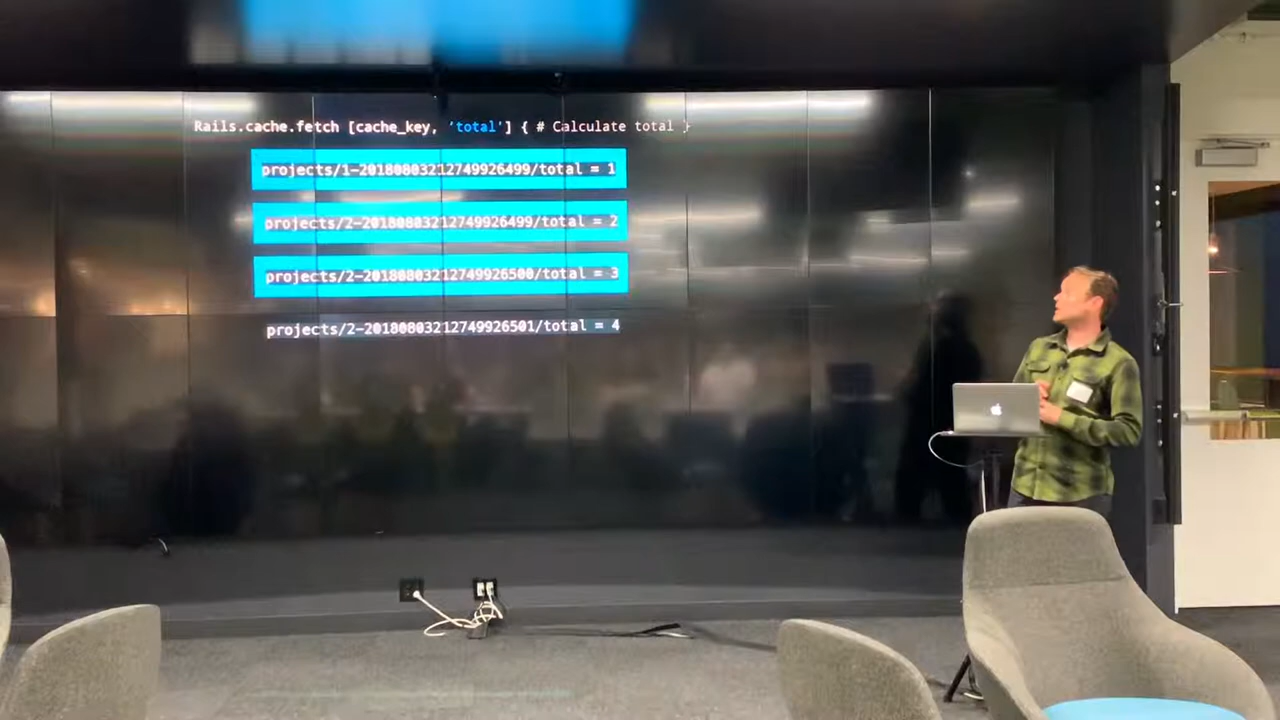 Rails.cache.fetch [cache_key, 'total'] { # Calculate total }
projects/1-20180803212749926499/total = 1
projects/2-20180803212749926499/total = 2
projects/2-20180803212749926500/total = 3
projects/2-20180803212749926501/total = 4